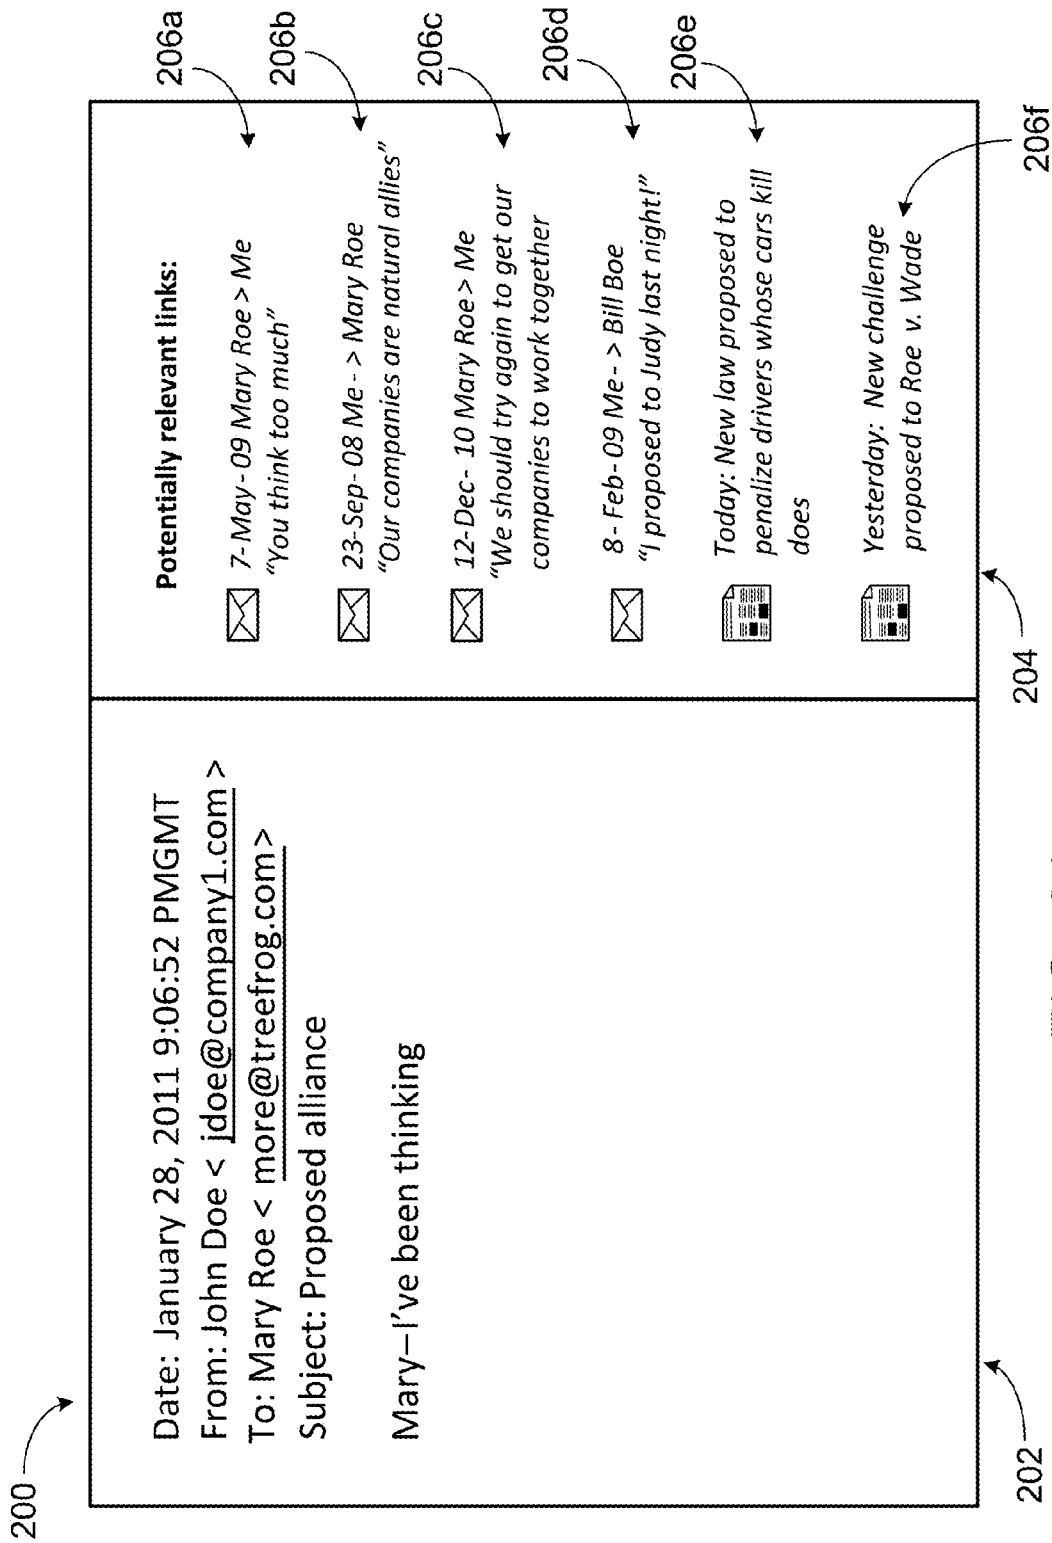 200
Date: January 28, 2011 9:06:52 PMGMT
From: John Doe < jdoe@company1.com >
To: Mary Roe < more@treefrog.com>
Subject: Proposed alliance
Mary—I've been thinking
202
Potentially relevant links:
7-May-09 Mary Roe > Me
“You think too much”
23-Sep-08 Me - > Mary Roe
“Our companies are natural allies”
12-Dec- 10 Mary Roe> Me
“We should try again to get our
companies to work together
8- Feb- 09 Me- > Bill Boe
“I proposed to Judy last night!”
Today: New law proposed to
penalize drivers whose cars kill
does
Yesterday: New challenge
proposed to Roe v. Wade
204
206a
206b
206c
206d
206e
206f